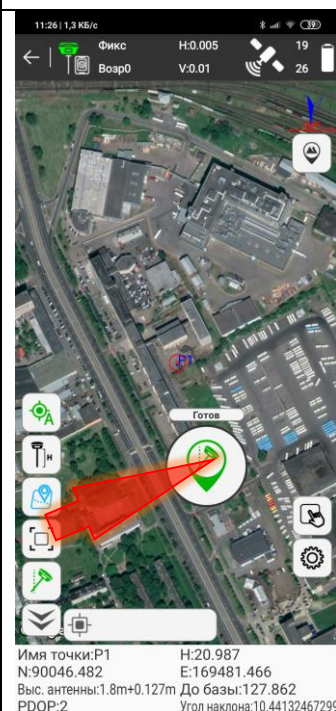 11:26 | 1,3 КБ/с 39
Фикс H:0.005 19
Возр0 V:0.01 26
P1
Готов
A
H
Имя точки:P1 H:20.987
N:90046.482 E:169481.466
Выс. антенны:1.8m+0.127m До базы:127.862
PDOP:2 Угол наклона:10.4413246729